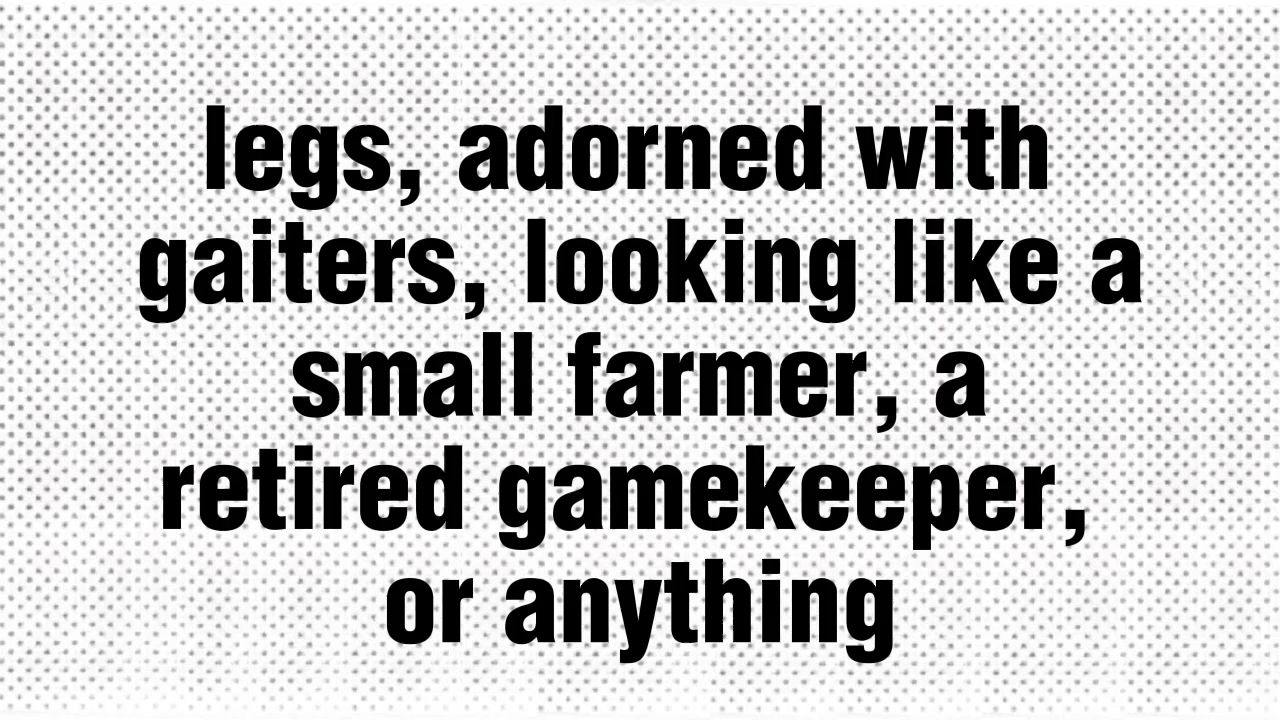 legs, adorned with
gaiters, looking like a
small farmer, a
retired gamekeeper,
or anything